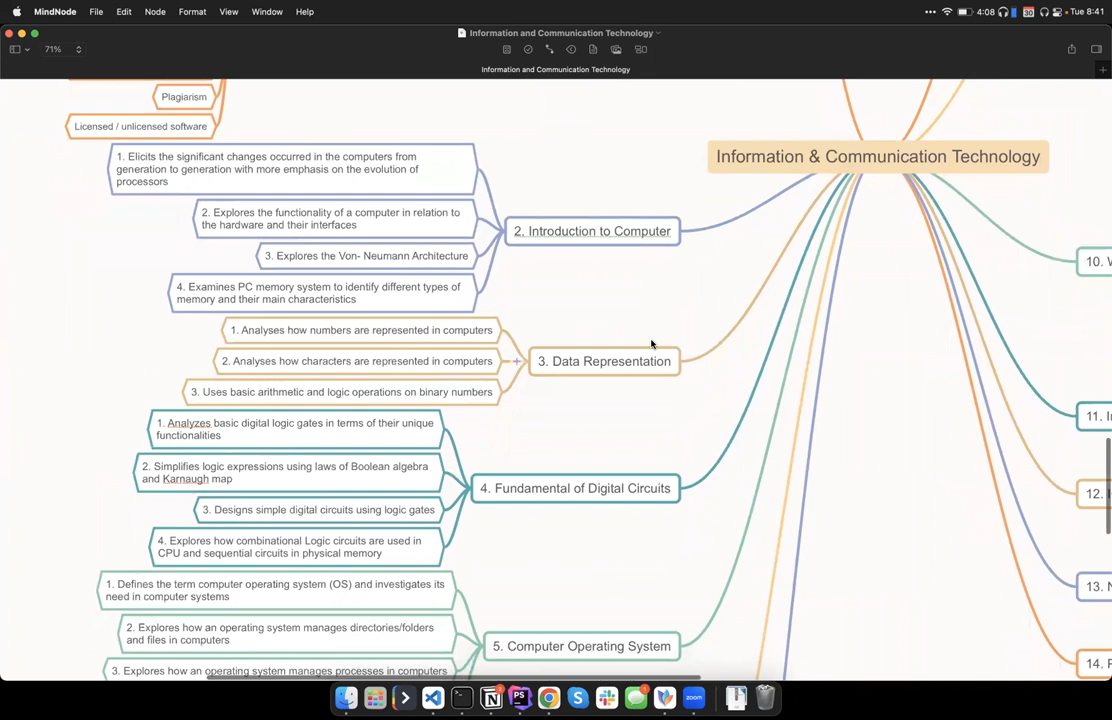 MindNode File Edit Node Format View Window Help
4:08
30
Tue 8:41
Information and Communication Technology
71%
Information and Communication Technology
Plagiarism
Licensed / unlicensed software
1. Elicits the significant changes occurred in the computers from
generation to generation with more emphasis on the evolution of
processors
2. Explores the functionality of a computer in relation to
the hardware and their interfaces
3. Explores the Von- Neumann Architecture
4. Examines PC memory system to identify different types of
memory and their main characteristics
2. Introduction to Computer
Information & Communication Technology
1. Analyses how numbers are represented in computers
2. Analyses how characters are represented in computers
3. Uses basic arithmetic and logic operations on binary numbers
3. Data Representation
1. Analyzes basic digital logic gates in terms of their unique
functionalities
2. Simplifies logic expressions using laws of Boolean algebra
and Karnaugh map
3. Designs simple digital circuits using logic gates
4. Explores how combinational Logic circuits are used in
CPU and sequential circuits in physical memory
4. Fundamental of Digital Circuits
1. Defines the term computer operating system (OS) and investigates its
need in computer systems
2. Explores how an operating system manages directories/folders
and files in computers
3. Explores how an operating system manages processes in computers
5. Computer Operating System
10.
11.
12.
13.
14.
PS
zoom